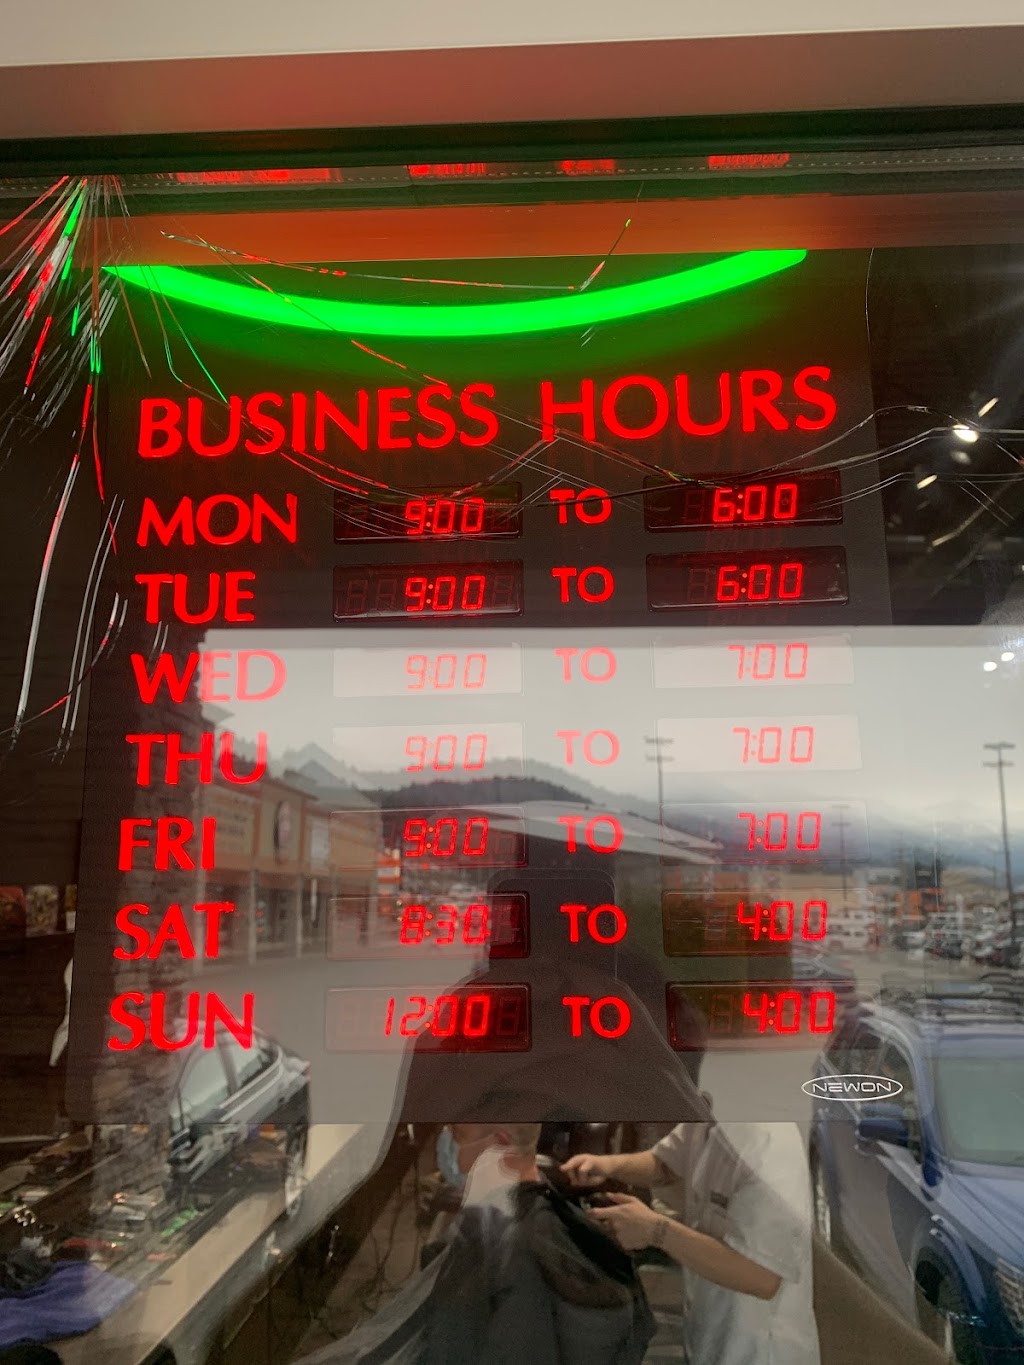 BUSINESS HOURS
MON 9:00 TO 6:00
TUE 9:00 TO 6:00
WED 9:00 TO 7:00
THU 9:00 TO 7:00
FRI 9:00 TO 7:00
SAT 8:30 TO 4:00
SUN 12:00 TO 4:00
NEWON